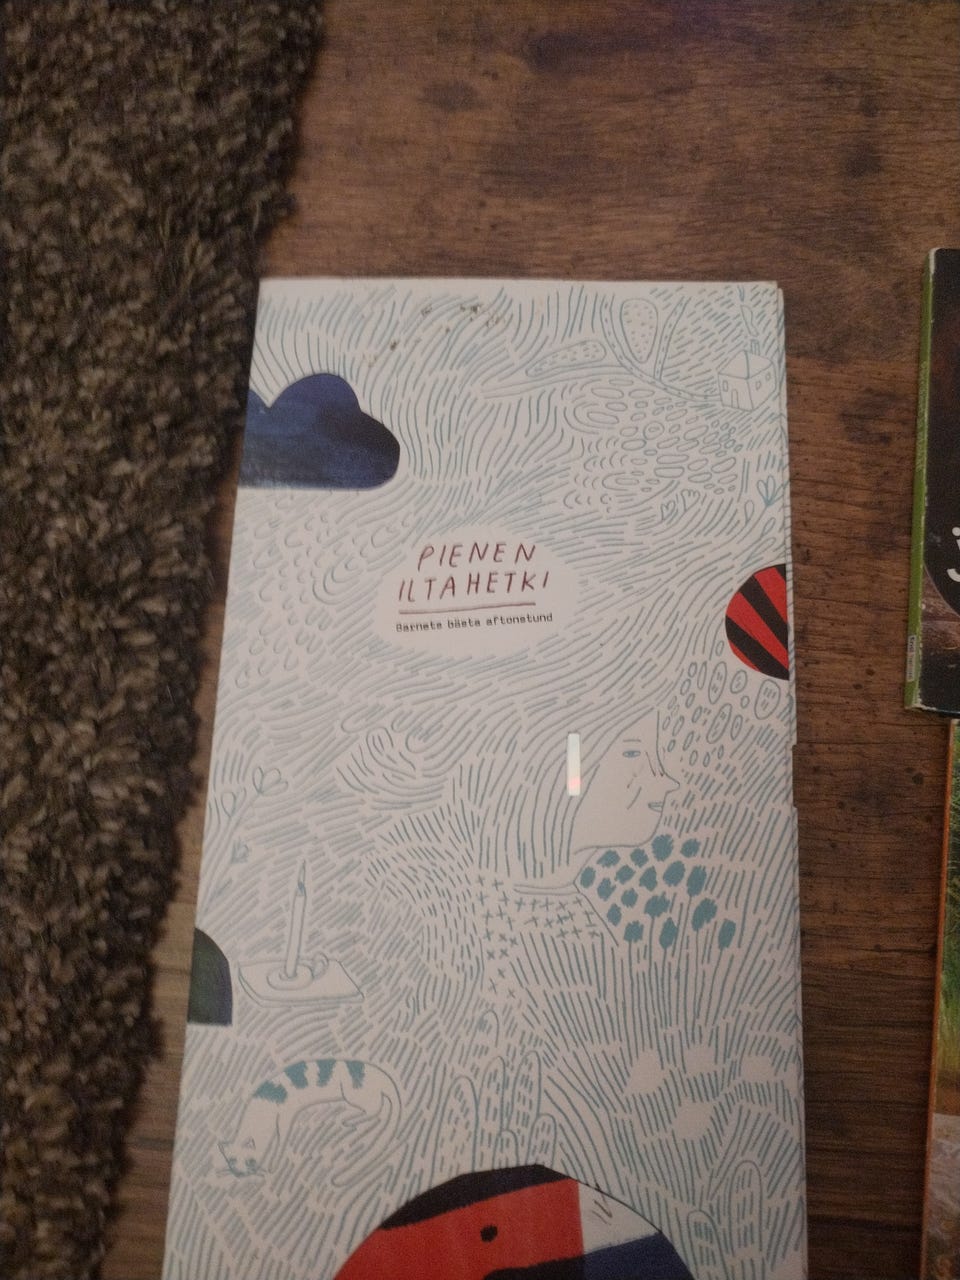 PIENEN
ILTAHETKI
Barnets bästa aftonstund